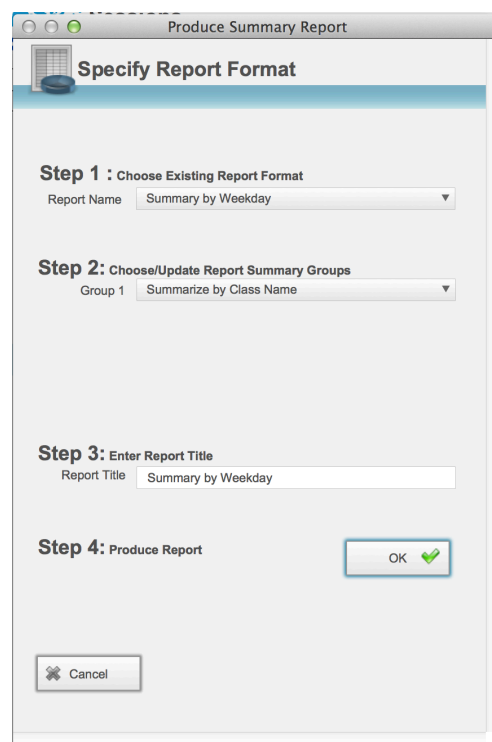 Produce Summary Report
Specify Report Format
Step 1 : Choose Existing Report Format
Report Name Summary by Weekday
Step 2: Choose/Update Report Summary Groups
Group 1 Summarize by Class Name
Step 3: Enter Report Title
Report Title Summary by Weekday
Step 4: Produce Report
OK
Cancel